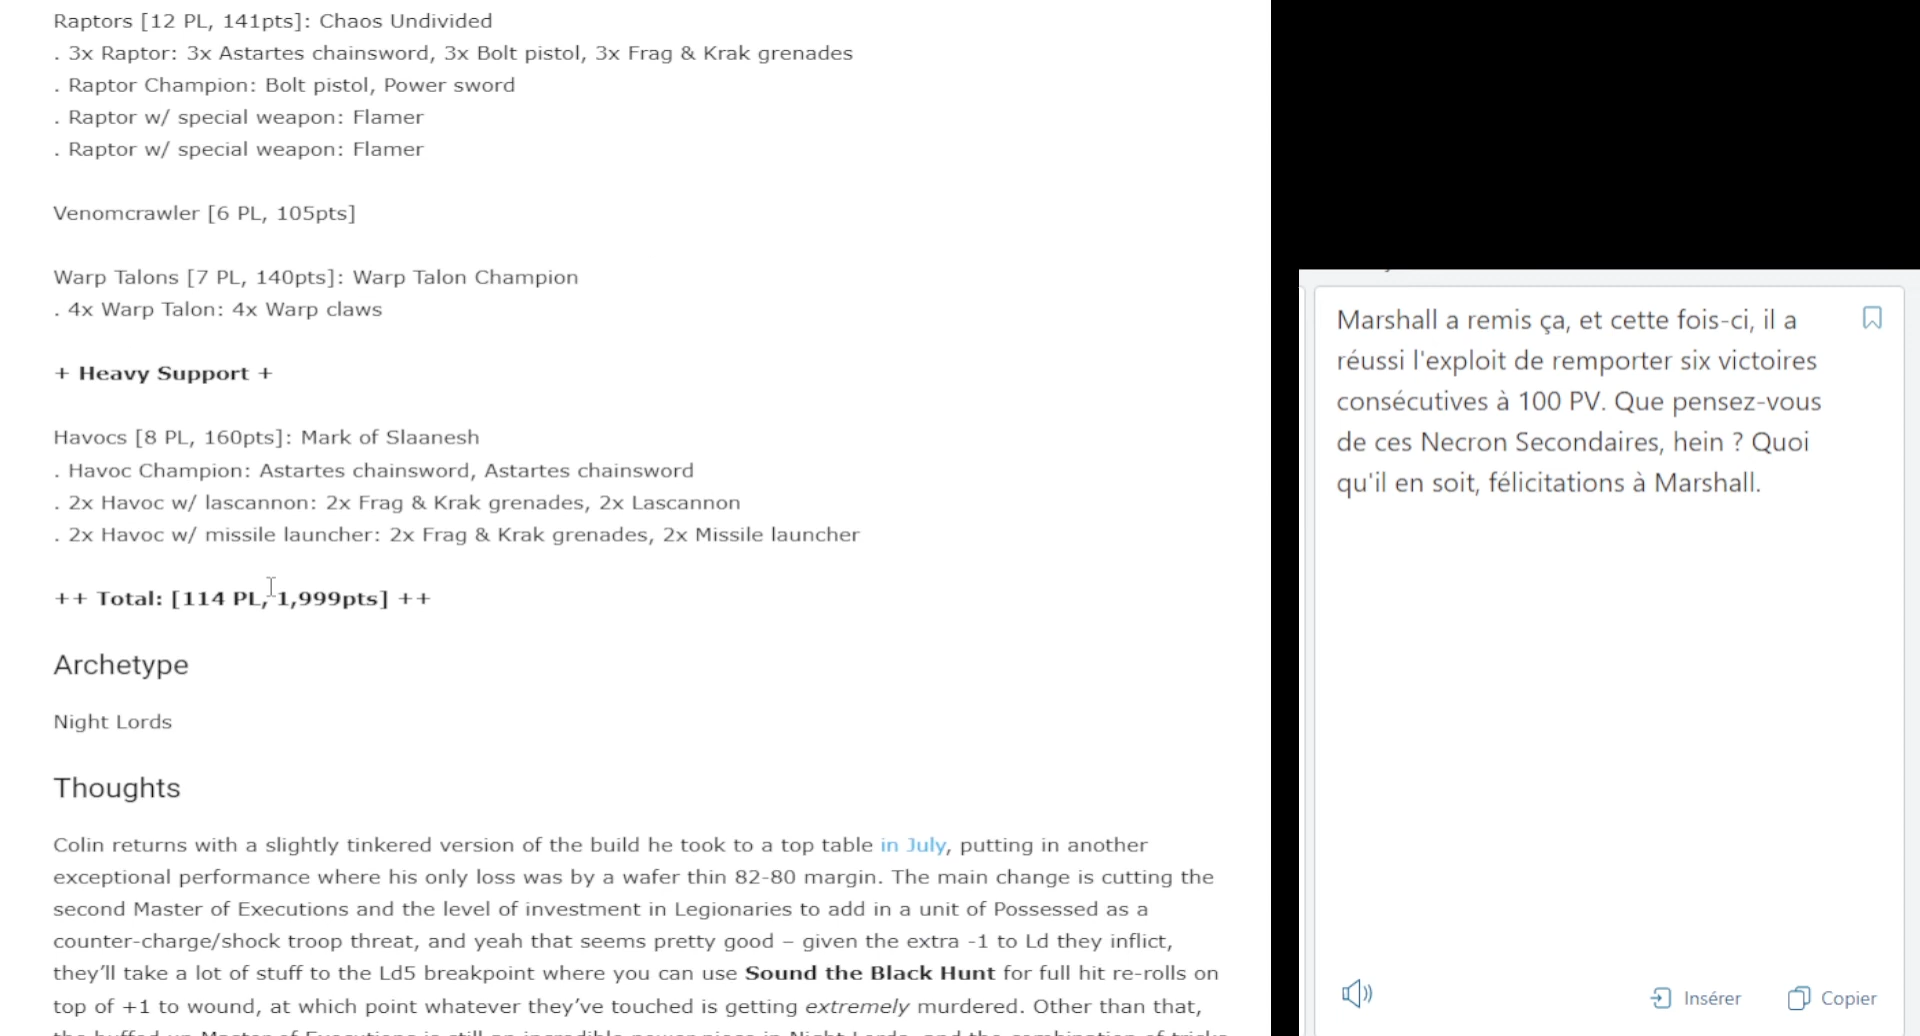 Raptors [12 PL, 141pts]: Chaos Undivided
. 3x Raptor: 3x Astartes chainsword, 3x Bolt pistol, 3x Frag & Krak grenades
. Raptor Champion: Bolt pistol, Power sword
. Raptor w/ special weapon: Flamer
. Raptor w/ special weapon: Flamer
Venomcrawler [6 PL, 105pts]
Warp Talons [7 PL, 140pts]: Warp Talon Champion
. 4x Warp Talon: 4x Warp claws
+ Heavy Support +
Havocs [8 PL, 160pts]: Mark of Slaanesh
. Havoc Champion: Astartes chainsword, Astartes chainsword
. 2x Havoc w/ lascannon: 2x Frag & Krak grenades, 2x Lascannon
. 2x Havoc w/ missile launcher: 2x Frag & Krak grenades, 2x Missile launcher
++ Total: [114 PL, 1,999pts] ++
Archetype
Night Lords
Thoughts
Colin returns with a slightly tinkered version of the build he took to a top table in July, putting in another
exceptional performance where his only loss was by a wafer thin 82-80 margin. The main change is cutting the
second Master of Executions and the level of investment in Legionaries to add in a unit of Possessed as a
counter-charge/shock troop threat, and yeah that seems pretty good – given the extra -1 to Ld they inflict,
they’ll take a lot of stuff to the Ld5 breakpoint where you can use Sound the Black Hunt for full hit re-rolls on
top of +1 to wound, at which point whatever they’ve touched is getting extremely murdered. Other than that,
Marshall a remis ça, et cette fois-ci, il a
réussi l'exploit de remporter six victoires
consécutives à 100 PV. Que pensez-vous
de ces Necron Secondaires, hein ? Quoi
qu'il en soit, félicitations à Marshall.
Insérer
Copier